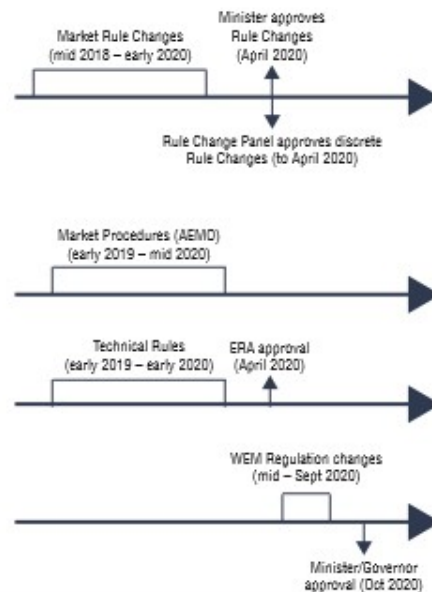 Market Rule Changes
(mid 2018 – early 2020)
Minister approves
Rule Changes
(April 2020)
Rule Change Panel approves discrete
Rule Changes (to April 2020)
Market Procedures (AEMO)
(early 2019 – mid 2020)
Technical Rules
(early 2019 – early 2020)
ERA approval
(April 2020)
WEM Regulation changes
(mid – Sept 2020)
Minister/Governor
approval (Oct 2020)